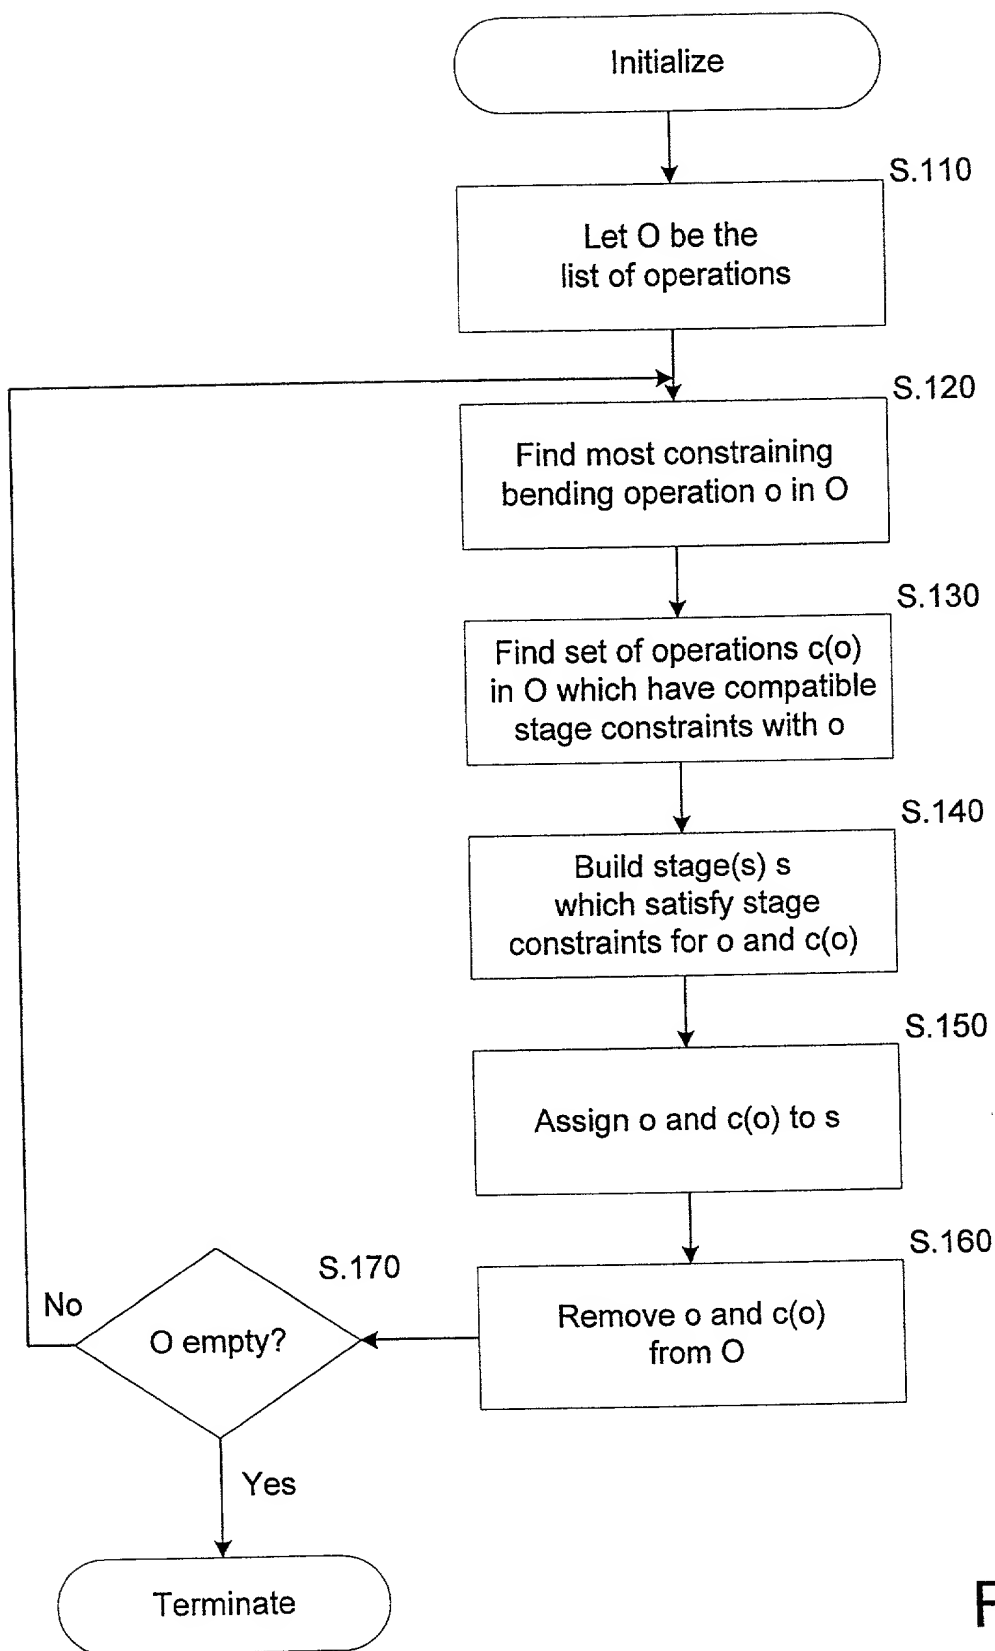 Initialize
S.110
Let O be the
list of operations
S.120
Find most constraining
bending operation o in O
S.130
Find set of operations c(o)
in O which have compatible
stage constraints with o
S.140
Build stage(s) s
which satisfy stage
constraints for o and c(o)
S.150
Assign o and c(o) to s
S.160
Remove o and c(o)
from O
S.170
No
O empty?
Yes
Terminate
F